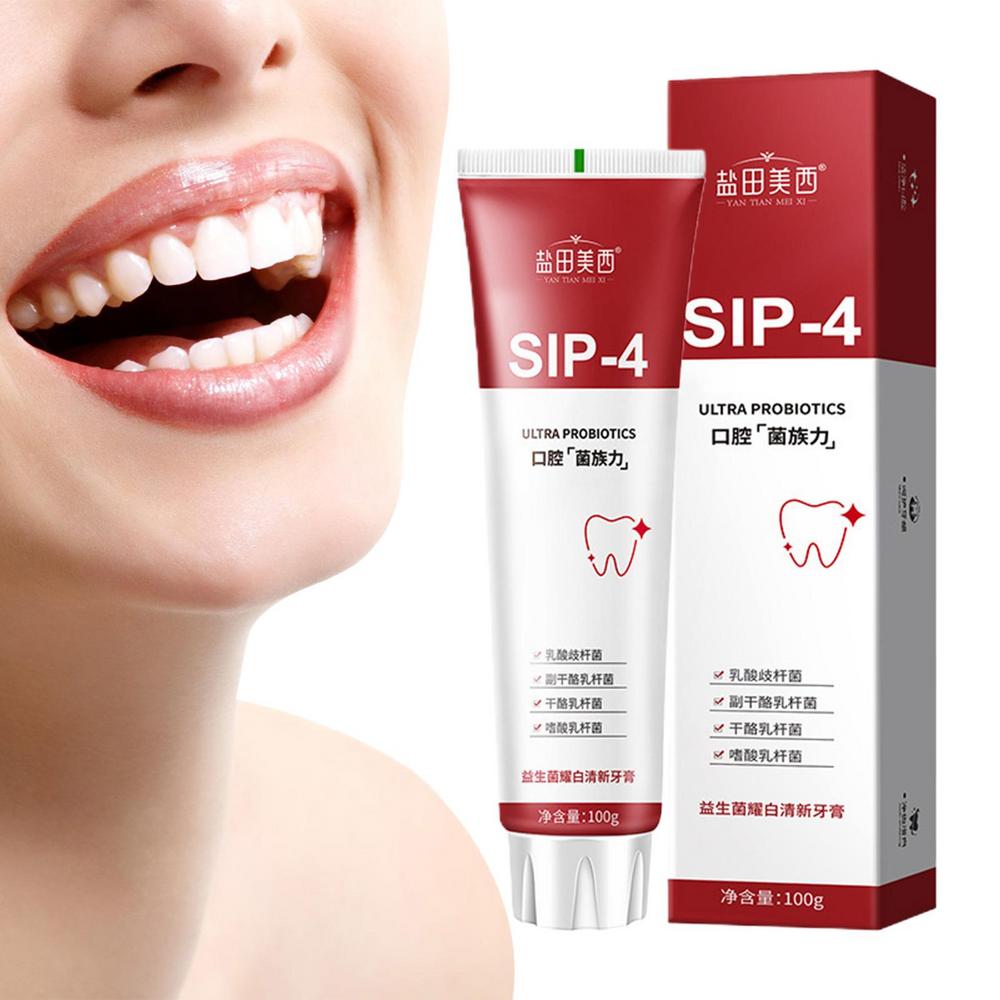 盐田美西®
YAN TIAN MEI XI
SIP-4
ULTRA PROBIOTICS
口腔「菌族力」
乳酸歧杆菌
副干酪乳杆菌
干酪乳杆菌
嗜酸乳杆菌
益生菌耀白清新牙膏
净含量:100g
盐田美西®
YAN TIAN MEI XI
SIP-4
ULTRA PROBIOTICS
口腔「菌族力」
乳酸歧杆菌
副干酪乳杆菌
干酪乳杆菌
嗜酸乳杆菌
益生菌耀白清新牙膏
净含量:100g